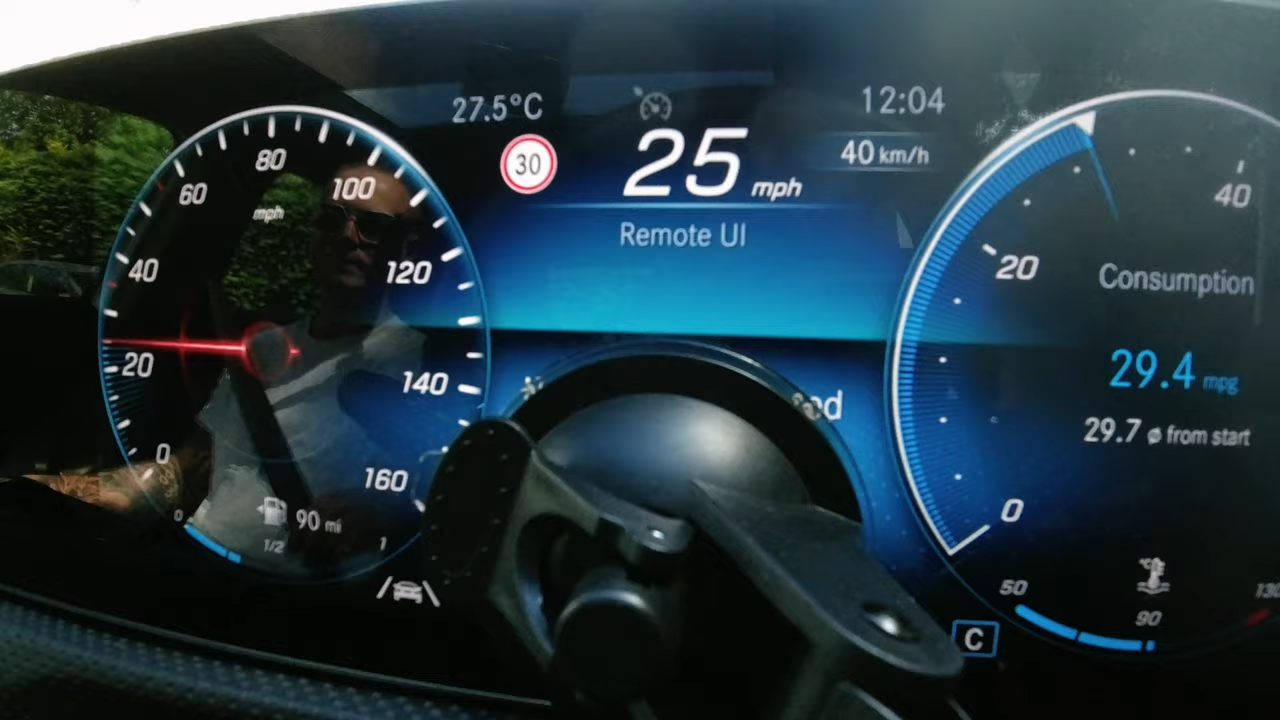 27.5°C
12:04
30
25 mph
40 km/h
Remote UI
80
60
100
mph
40
120
20
140
0
160
90 mi
0
1/2
1
40
20
Consumption
29.4 mpg
29.7 ø from start
0
50
90
130
°C
C